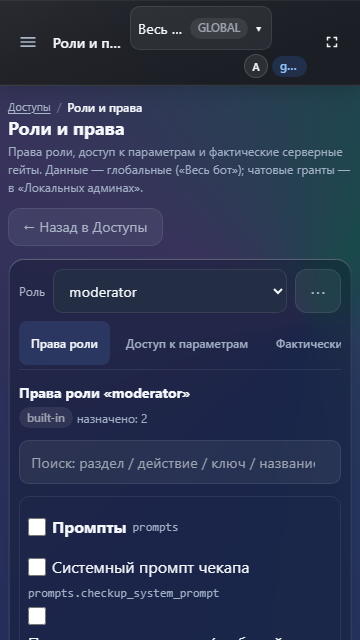 Роли и п...
Весь ...
GLOBAL
A
g...
Доступы / Роли и права
Роли и права
Права роли, доступ к параметрам и фактические серверные
гейты. Данные — глобальные («Весь бот»); чатовые гранты —
в «Локальных админах».
← Назад в Доступы
Роль
moderator
...
Права роли
Доступ к параметрам
Фактически
Права роли «moderator»
built-in назначено: 2
Поиск: раздел / действие / ключ / названи
Промпты prompts
Системный промпт чекапа
prompts.checkup_system_prompt